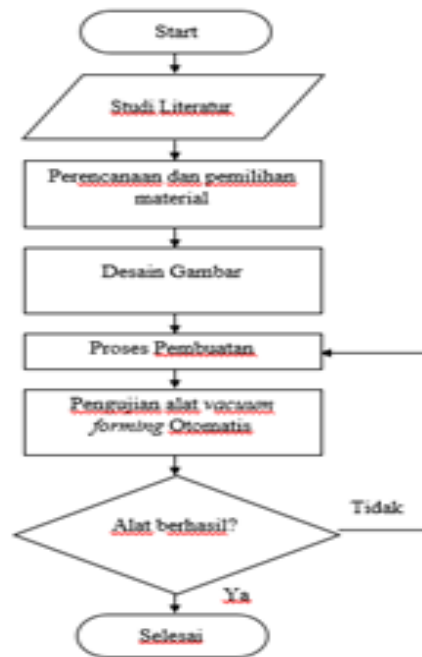 Start
Studi Literatur
Perencanaan dan pemilihan
material
Desain Gambar
Proses Pembuatan
Pengujian alat vacuum
forming Otomatis
Alat berhasil?
Tidak
Ya
Selesai